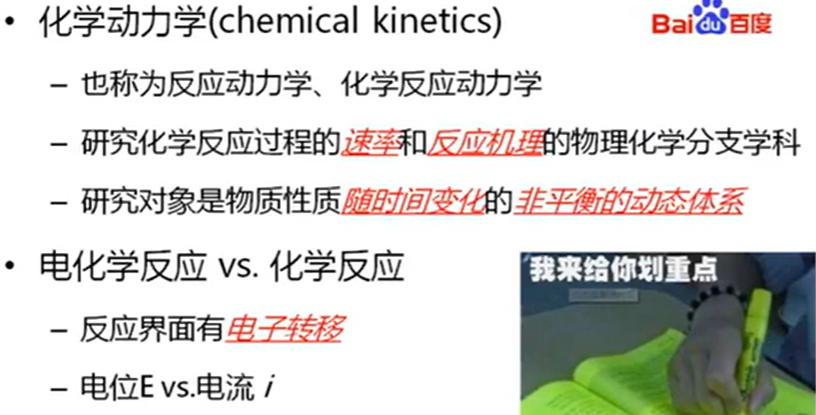 • 化学动力学(chemical kinetics)
Bai du 百度
– 也称为反应动力学、化学反应动力学
– 研究化学反应过程的速率和反应机理的物理化学分支学科
– 研究对象是物质性质随时间变化的非平衡的动态体系
• 电化学反应 vs. 化学反应
我来给你划重点
– 反应界面有电子转移
– 电位E vs.电流 i